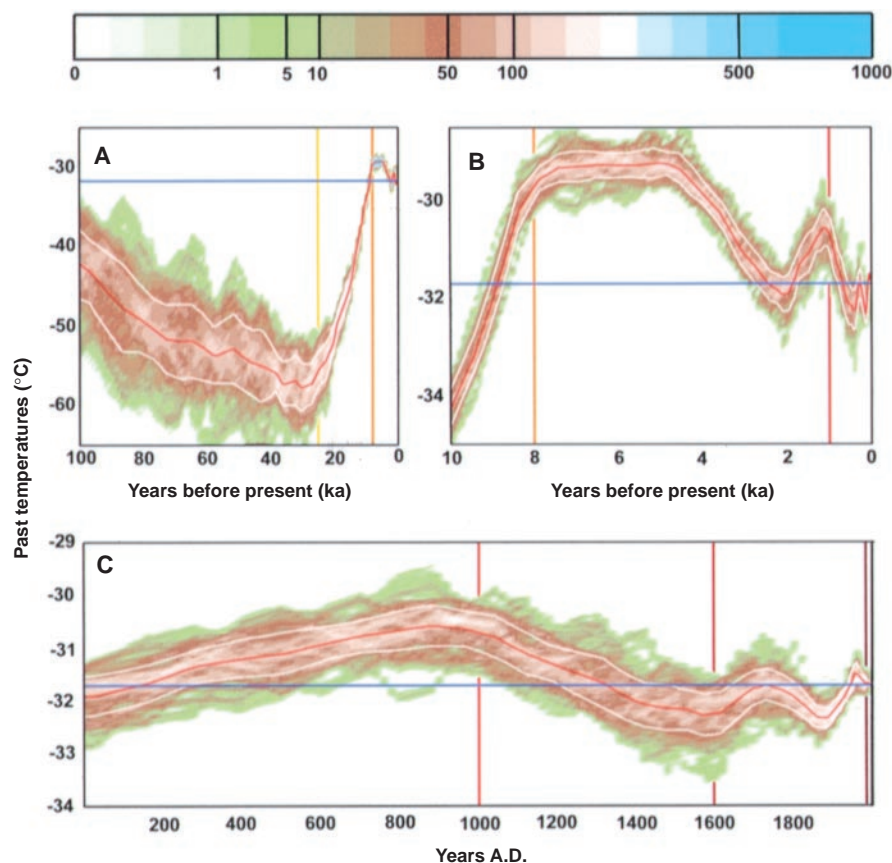 0 1 5 10 50 100 500 1000
A
-30
-40
-50
-60
100 80 60 40 20 0
Years before present (ka)
B
-30
-32
-34
10 8 6 4 2 0
Years before present (ka)
Past temperatures (°C)
C
-29
-30
-31
-32
-33
-34
200 400 600 800 1000 1200 1400 1600 1800
Years A.D.